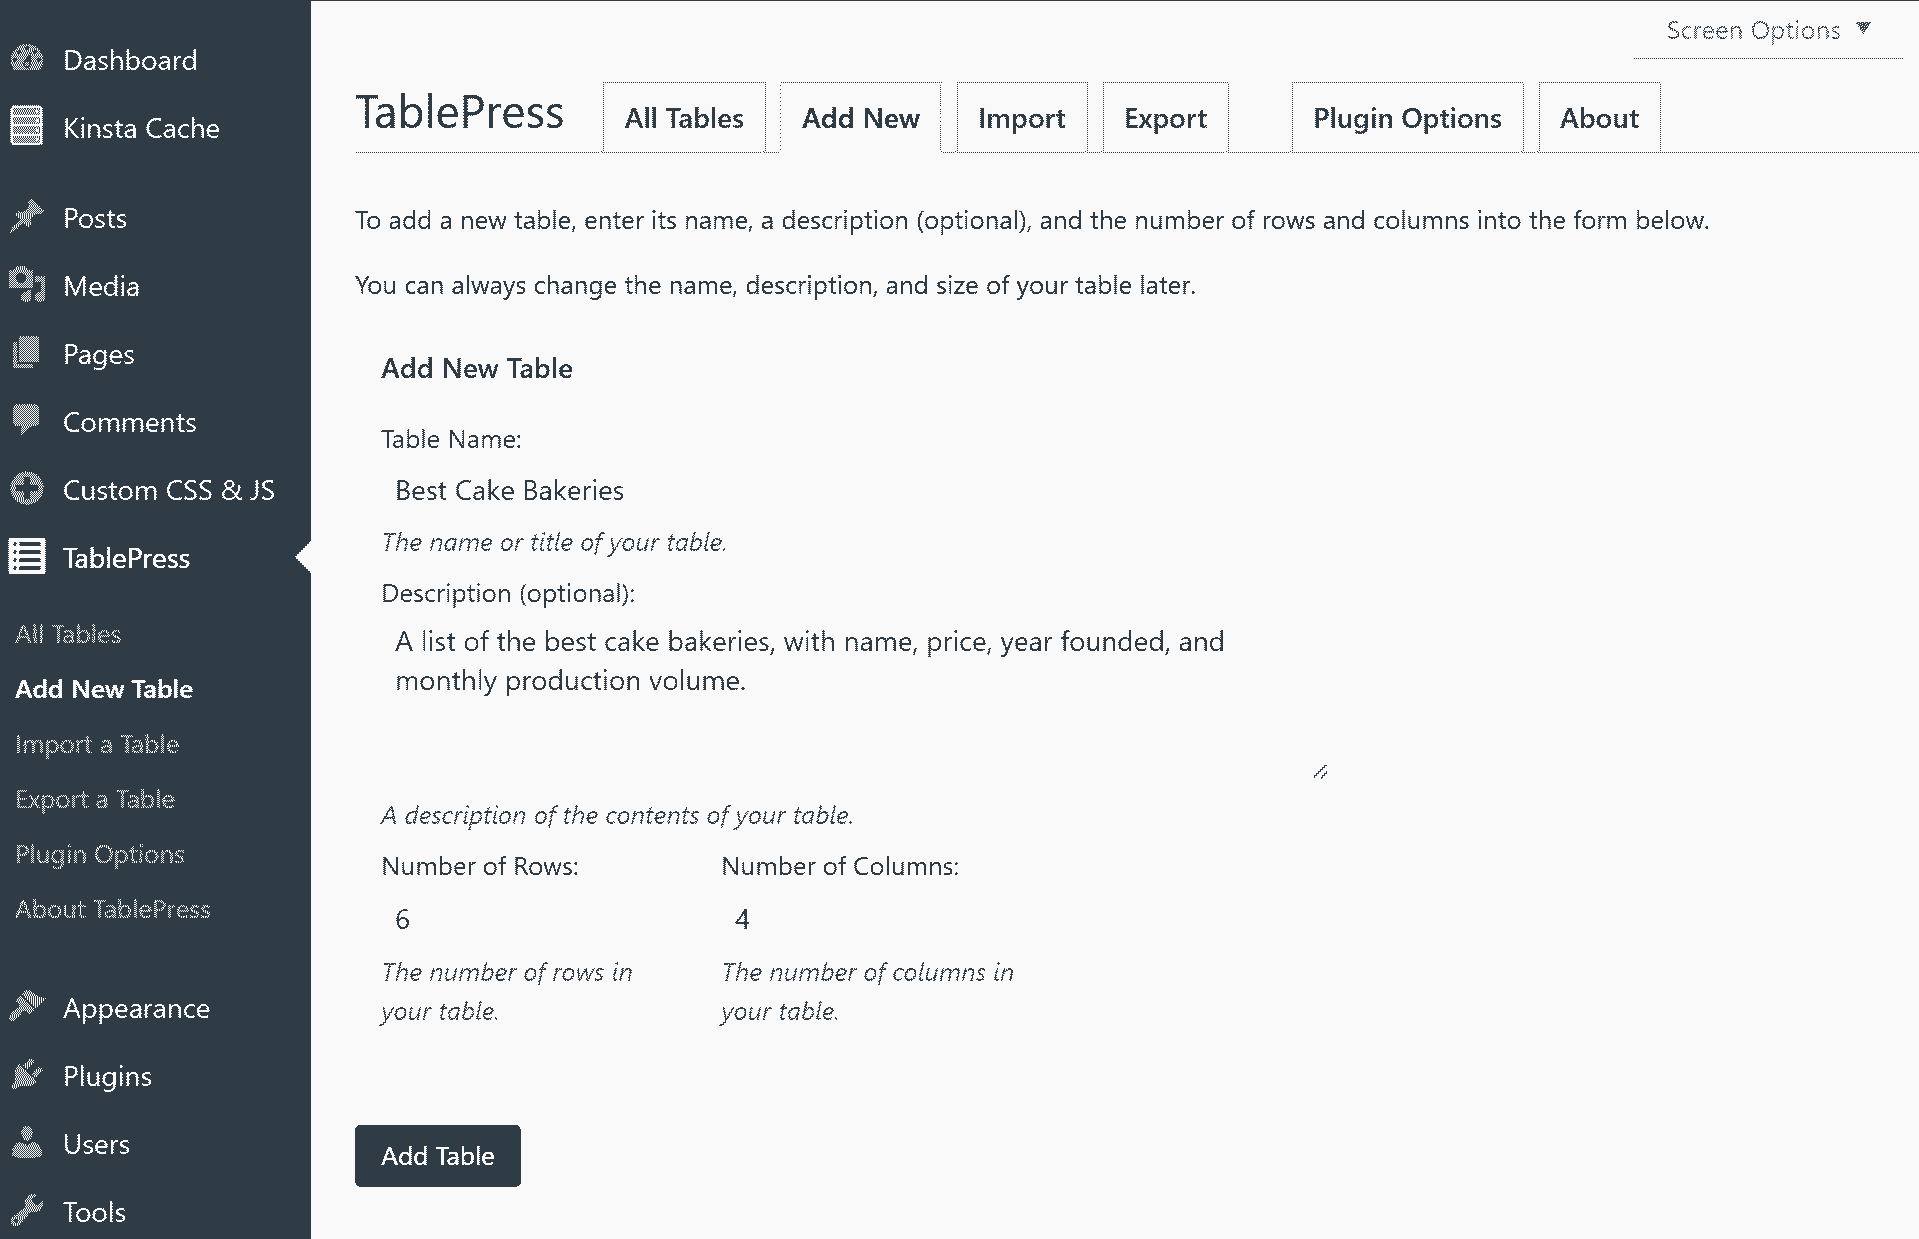 Dashboard
Kinsta Cache
Posts
Media
Pages
Comments
Custom CSS & JS
TablePress
All Tables
Add New Table
Import a Table
Export a Table
Plugin Options
About TablePress
Appearance
Plugins
Users
Tools
Screen Options
TablePress All Tables Add New Import Export Plugin Options About
To add a new table, enter its name, a description (optional), and the number of rows and columns into the form below.
You can always change the name, description, and size of your table later.
Add New Table
Table Name:
Best Cake Bakeries
The name or title of your table.
Description (optional):
A list of the best cake bakeries, with name, price, year founded, and
monthly production volume.
A description of the contents of your table.
Number of Rows: Number of Columns:
6 4
The number of rows in The number of columns in
your table. your table.
Add Table